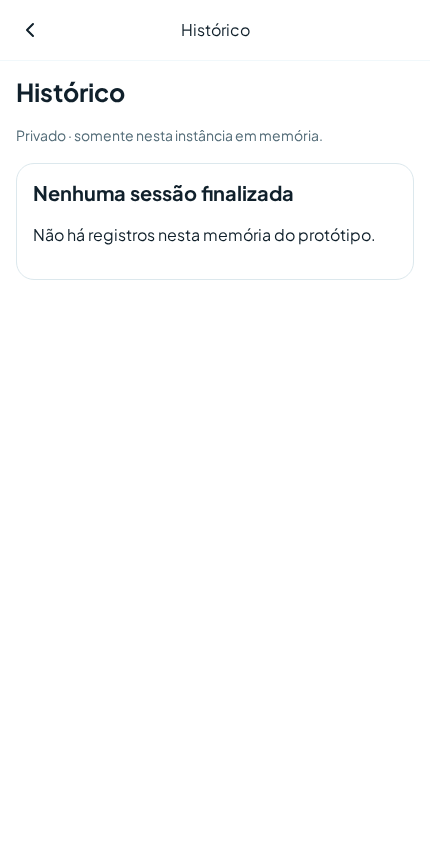 Histórico
Histórico
Privado · somente nesta instância em memória.
Nenhuma sessão finalizada
Não há registros nesta memória do protótipo.